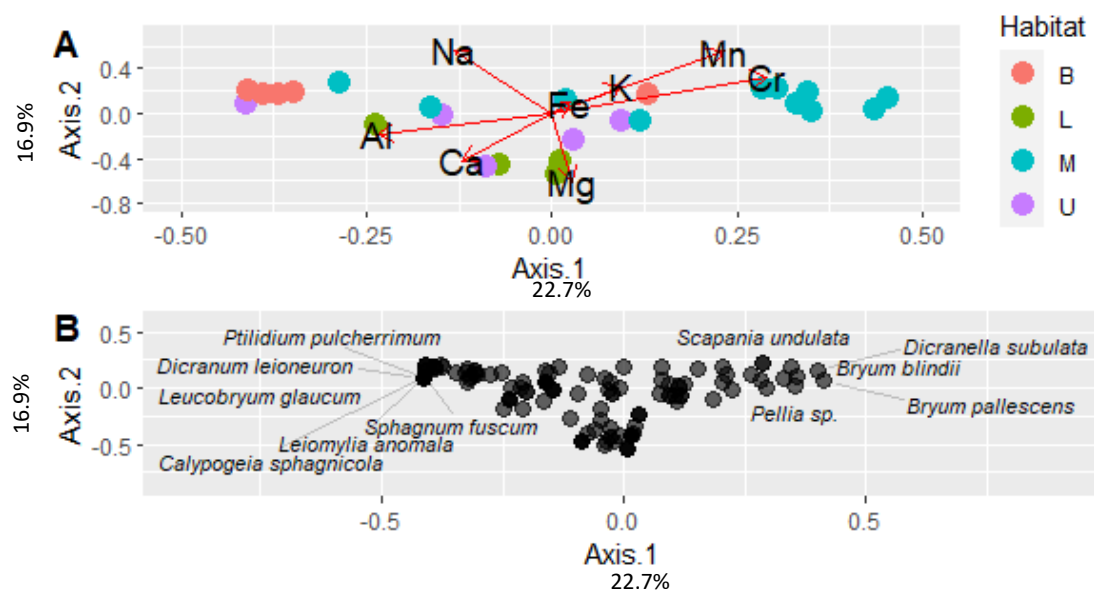 A
Habitat
B
L
M
U
16.9%
Axis.2
0.4
0.0
-0.4
-0.8
Na
Mn
K
Cr
Fe
Al
Ca
Mg
-0.50
-0.25
0.00
0.25
0.50
Axis.1
22.7%
B
16.9%
Axis.2
0.5
0.0
-0.5
Ptilidium pulcherrimum
Scapania undulata
Dicranella subulata
Dicranum leioneuron
Bryum blindii
Leucobryum glaucum
Bryum pallescens
Pellia sp.
Sphagnum fuscum
Leiomylia anomala
Calypogeia sphagnicola
-0.5
0.0
0.5
Axis.1
22.7%